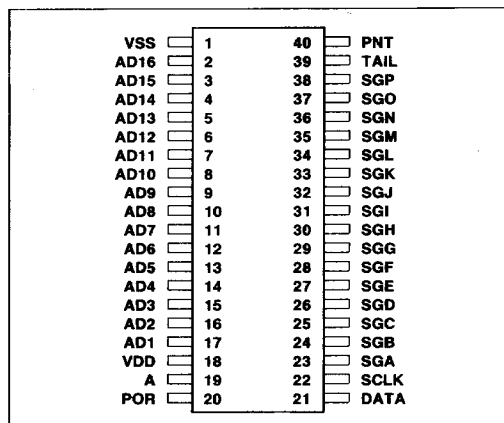 VSS 1 40 PNT
AD16 2 39 TAIL
AD15 3 38 SGP
AD14 4 37 SGO
AD13 5 36 SGN
AD12 6 35 SGM
AD11 7 34 SGL
AD10 8 33 SGK
AD9 9 32 SGJ
AD8 10 31 SGI
AD7 11 30 SGH
AD6 12 29 SGG
AD5 13 28 SGF
AD4 14 27 SGE
AD3 15 26 SGD
AD2 16 25 SGC
AD1 17 24 SGB
VDD 18 23 SGA
A 19 22 SCLK
POR 20 21 DATA